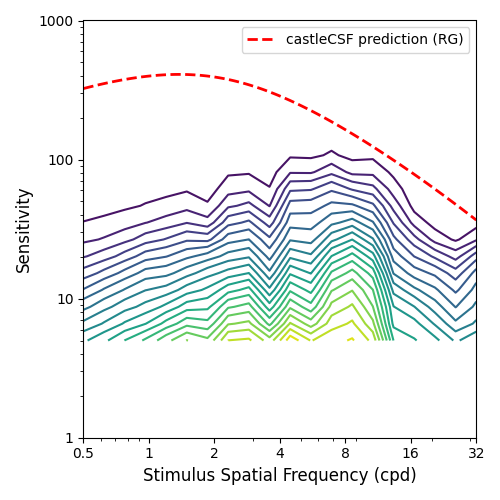 1000
castleCSF prediction (RG)
100
Sensitivity
10
1
0.5 1 2 4 8 16 32
Stimulus Spatial Frequency (cpd)